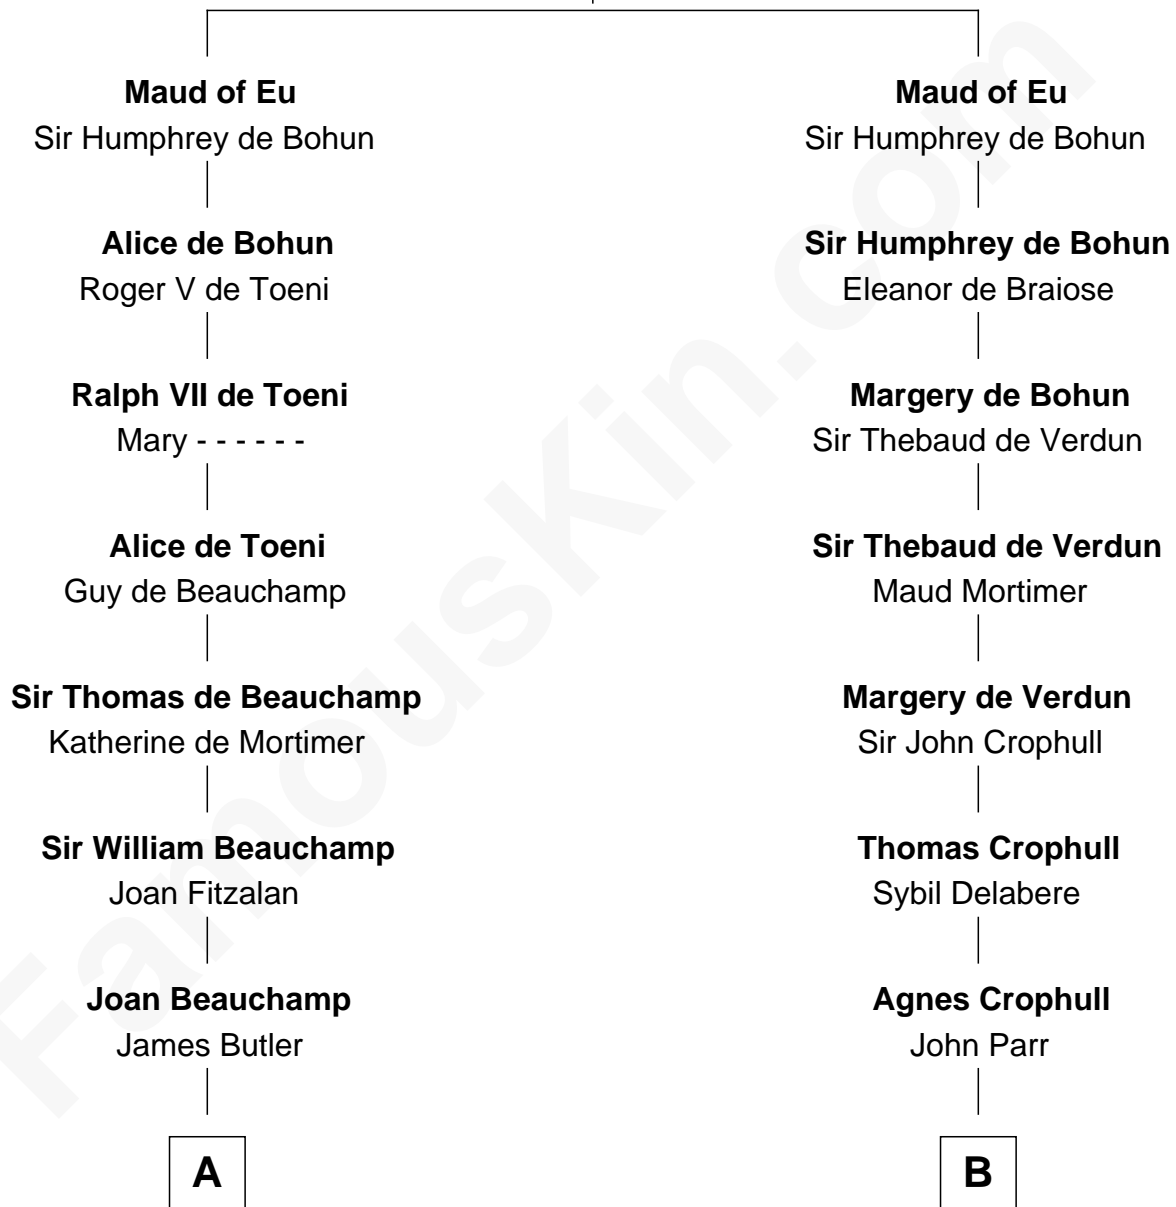 Maud of Eu
Sir Humphrey de Bohun
Alice de Bohun
Roger V de Toeni
Ralph VII de Toeni
Mary - - - - - -
Alice de Toeni
Guy de Beauchamp
Sir Thomas de Beauchamp
Katherine de Mortimer
Sir William Beauchamp
Joan Fitzalan
Joan Beauchamp
James Butler
A
Maud of Eu
Sir Humphrey de Bohun
Sir Humphrey de Bohun
Eleanor de Braiose
Margery de Bohun
Sir Thebaud de Verdun
Sir Thebaud de Verdun
Maud Mortimer
Margery de Verdun
Sir John Crophull
Thomas Crophull
Sybil Delabere
Agnes Crophull
John Parr
B
FamousKin.com